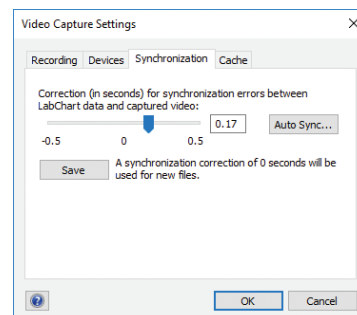 Video Capture Settings
Recording Devices Synchronization Cache
Correction (in seconds) for synchronization errors between
LabChart data and captured video:
0.17 Auto Sync...
-0.5 0 0.5
Save
A synchronization correction of 0 seconds will be
used for new files.
OK Cancel